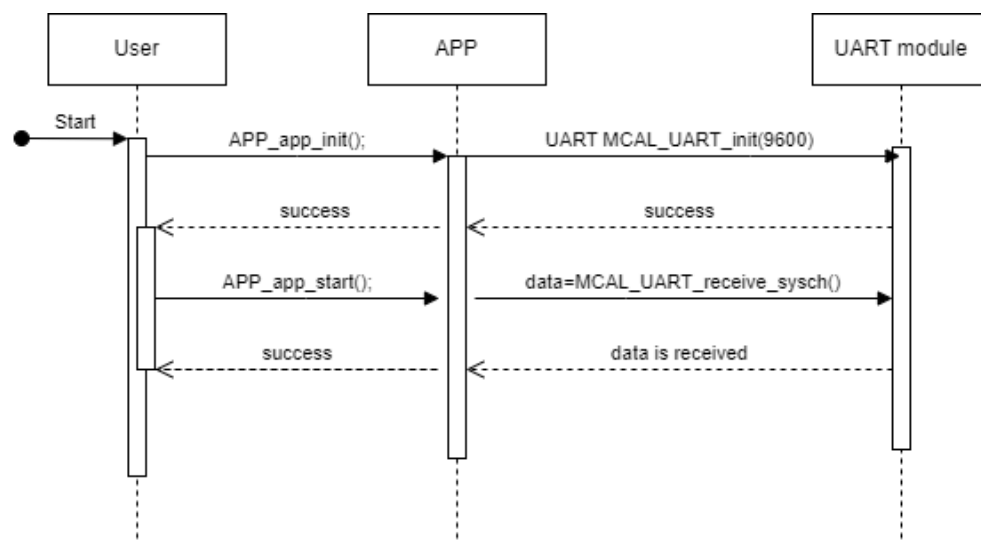 User
APP
UART module
Start
APP_app_init();
UART MCAL_UART_init(9600)
success
success
APP_app_start();
data=MCAL_UART_receive_sysch()
success
data is received